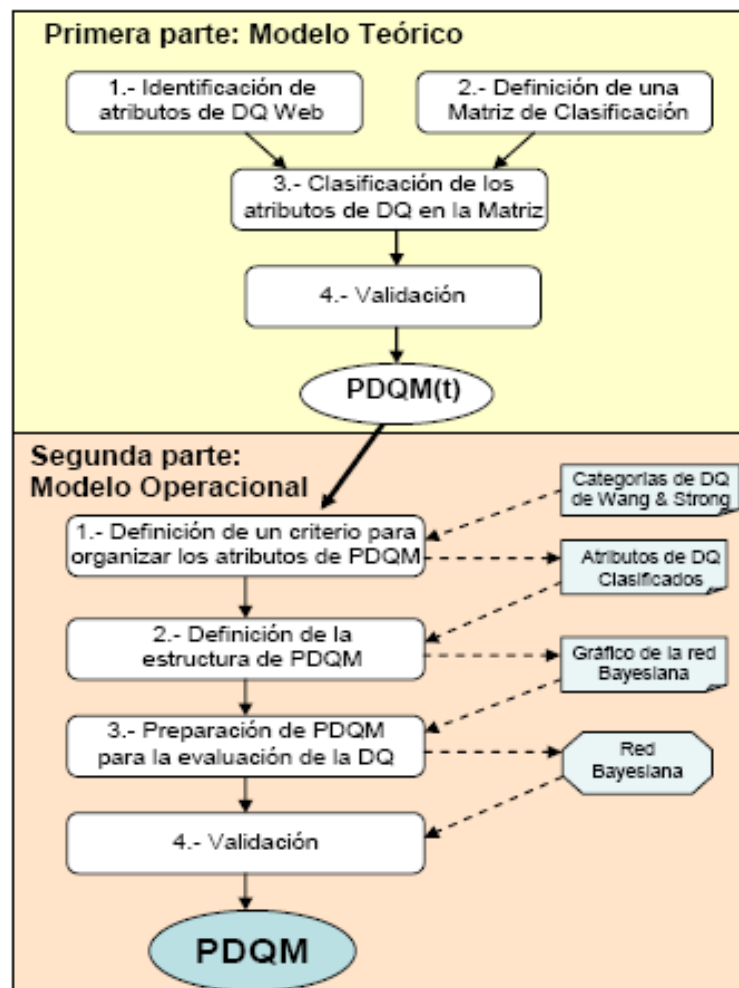 Primera parte: Modelo Teórico
1.- Identificación de
atributos de DQ Web
2.- Definición de una
Matriz de Clasificación
3.- Clasificación de los
atributos de DQ en la Matriz
4.- Validación
PDQM(t)
Segunda parte:
Modelo Operacional
Categorías de DQ
de Wang & Strong
1.- Definición de un criterio para
organizar los atributos de PDQM
Atributos de DQ
Clasificados
2.- Definición de la
estructura de PDQM
Gráfico de la red
Bayesiana
3.- Preparación de PDQM
para la evaluación de la DQ
Red
Bayesiana
4.- Validación
PDQM